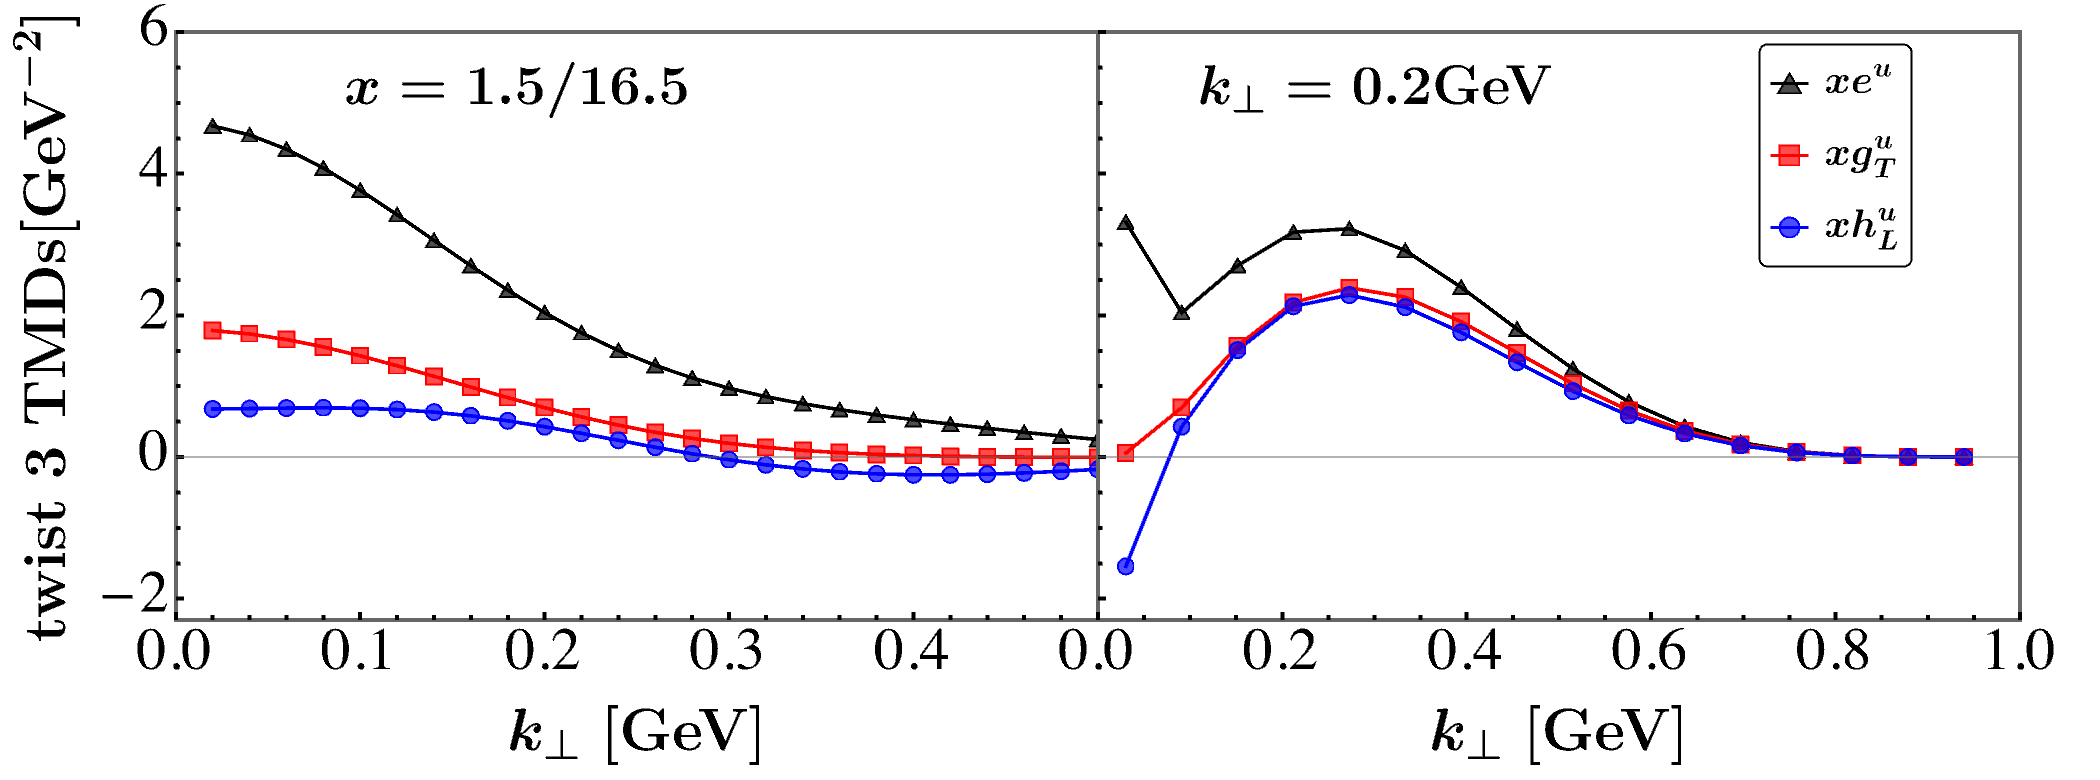 twist 3 TMDs[GeV⁻²]
6
4
2
0
−2
x = 1.5/16.5
0.0 0.1 0.2 0.3 0.4
k⊥ [GeV]
k⊥ = 0.2GeV
xeᵘ
xg_T^u
xh_L^u
0.0 0.2 0.4 0.6 0.8 1.0
k⊥ [GeV]